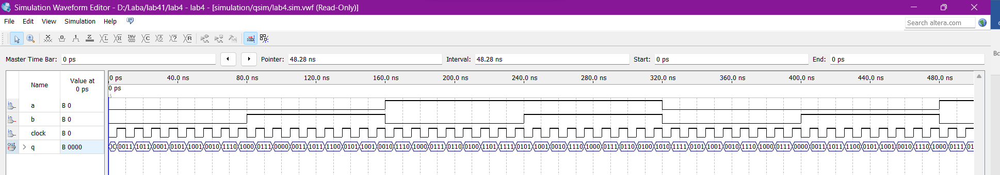 Simulation Waveform Editor - D:/Laba/lab41/lab4 - lab4 - [simulation/qsim/lab4.sim.vwf (Read-Only)]
File Edit View Simulation Help
Search altera.com
Master Time Bar: 0 ps Pointer: 48.28 ns Interval: 48.28 ns Start: 0 ps End: 0 ps
Name Value at 0 ps
0 ps 40.0 ns 80.0 ns 120.0 ns 160.0 ns 200.0 ns 240.0 ns 280.0 ns 320.0 ns 360.0 ns 400.0 ns 440.0 ns 480.0 ns
0 ps
in a B 0
in b B 0
in clock B 0
out q B 0000 0011 1011 0001 0101 1001 0010 1110 1000 0111 0000 0011 1011 1100 0101 1001 0010 1110 1000 0111 0110 0100 1101 1111 0101 1001 0010 1110 1000 0111 0110 0100 1010 1111 0101 1001 0010 1110 1000 0111 0000 0011 1011 1100 0101 1001 0010 1110 1000 0111 01